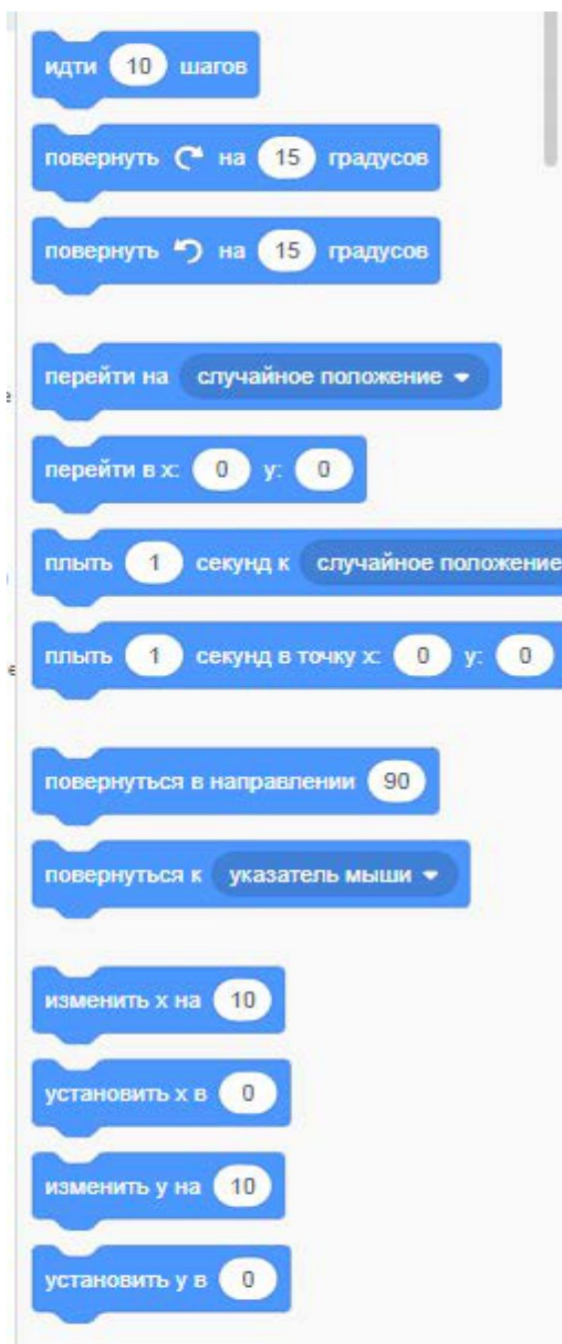 идти 10 шагов
повернуть на 15 градусов
повернуть на 15 градусов
перейти на случайное положение
перейти в x: 0 y: 0
плыть 1 секунд к случайное положение
плыть 1 секунд в точку x: 0 y: 0
повернуться в направлении 90
повернуться к указатель мыши
изменить x на 10
установить x в 0
изменить y на 10
установить y в 0